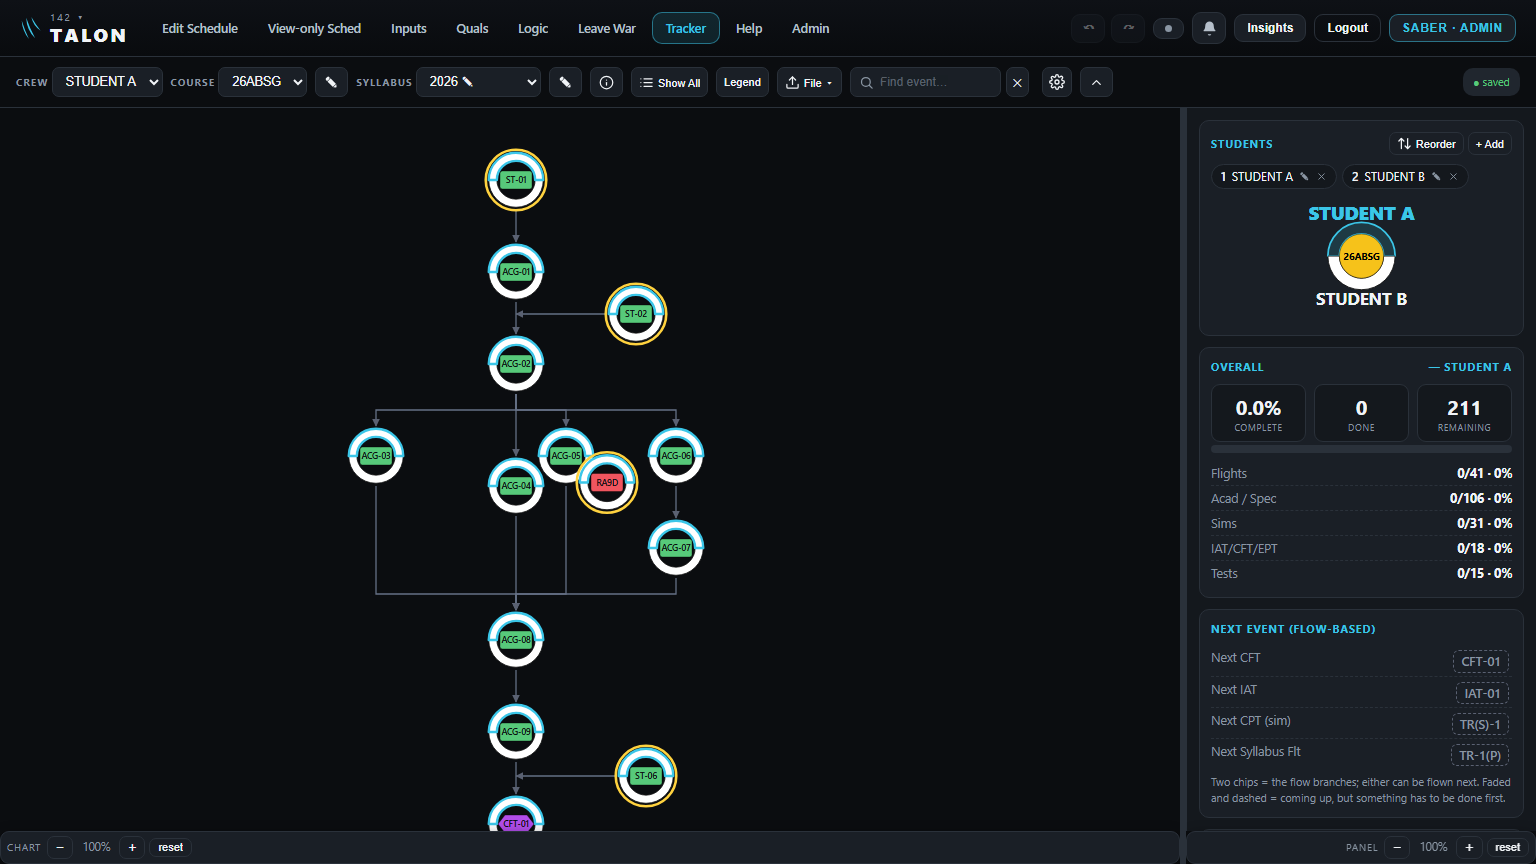 142
TALON
Edit Schedule
View-only Sched
Inputs
Quals
Logic
Leave War
Tracker
Help
Admin
Insights
Logout
SABER · ADMIN
CREW
STUDENT A
COURSE
26ABSG
SYLLABUS
2026
Show All
Legend
File
Find event...
saved
ST-01
ACG-01
ST-02
ACG-02
ACG-03
ACG-05
ACG-06
RA9D
ACG-04
ACG-07
ACG-08
ACG-09
ST-06
CFT-01
STUDENTS
Reorder
+ Add
1 STUDENT A
2 STUDENT B
STUDENT A
26ABSG
STUDENT B
OVERALL
— STUDENT A
0.0%
COMPLETE
0
DONE
211
REMAINING
Flights 0/41 · 0%
Acad / Spec 0/106 · 0%
Sims 0/31 · 0%
IAT/CFT/EPT 0/18 · 0%
Tests 0/15 · 0%
NEXT EVENT (FLOW-BASED)
Next CFT CFT-01
Next IAT IAT-01
Next CPT (sim) TR(S)-1
Next Syllabus Flt TR-1(P)
Two chips = the flow branches; either can be flown next. Faded
and dashed = coming up, but something has to be done first.
CHART − 100% + reset
PANEL − 100% + reset